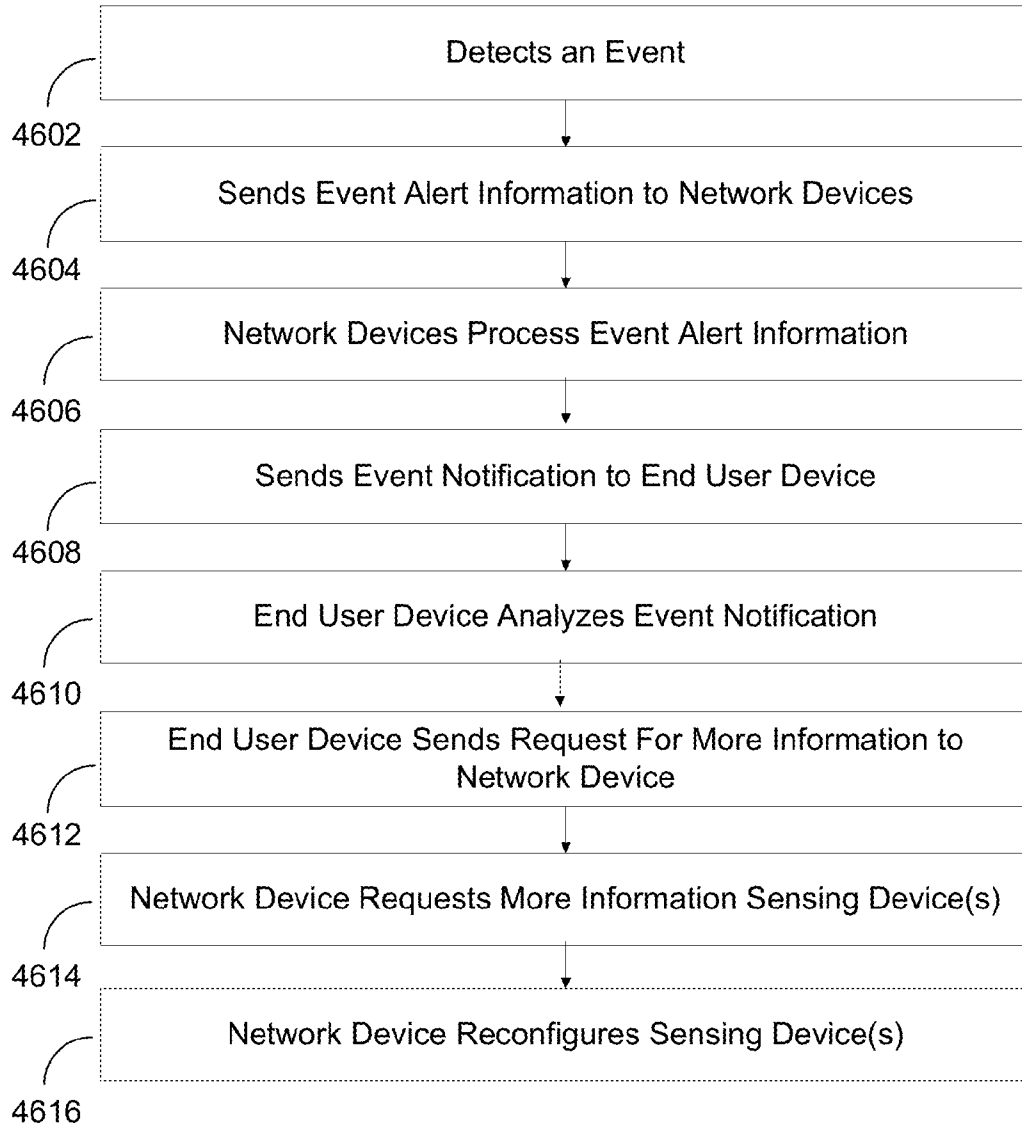 Detects an Event
4602
Sends Event Alert Information to Network Devices
4604
Network Devices Process Event Alert Information
4606
Sends Event Notification to End User Device
4608
End User Device Analyzes Event Notification
4610
End User Device Sends Request For More Information to
Network Device
4612
Network Device Requests More Information Sensing Device(s)
4614
Network Device Reconfigures Sensing Device(s)
4616